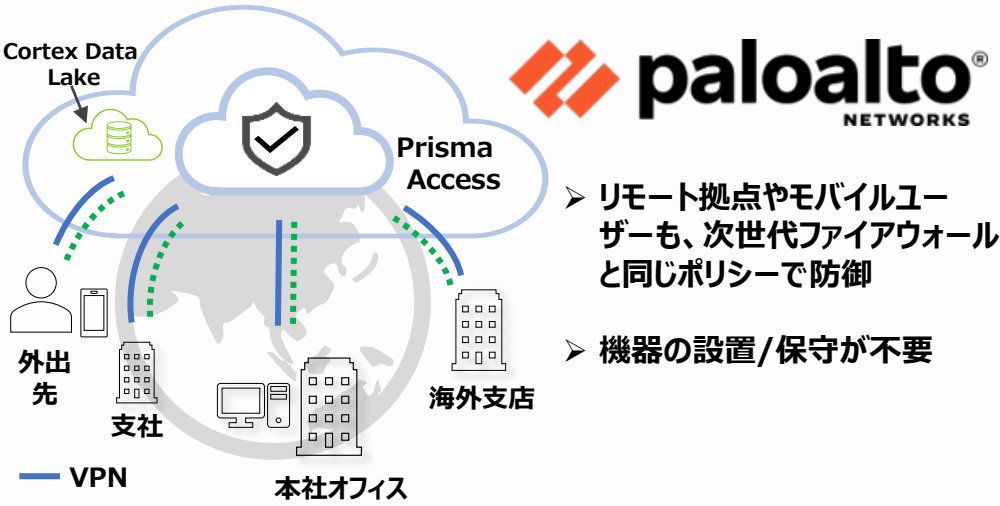 Cortex Data
Lake
Prisma
Access
外出
先
支社
本社オフィス
海外支店
VPN
paloalto®
NETWORKS
➢ リモート拠点やモバイルユー
ザーも、次世代ファイアウォール
と同じポリシーで防御
➢ 機器の設置/保守が不要